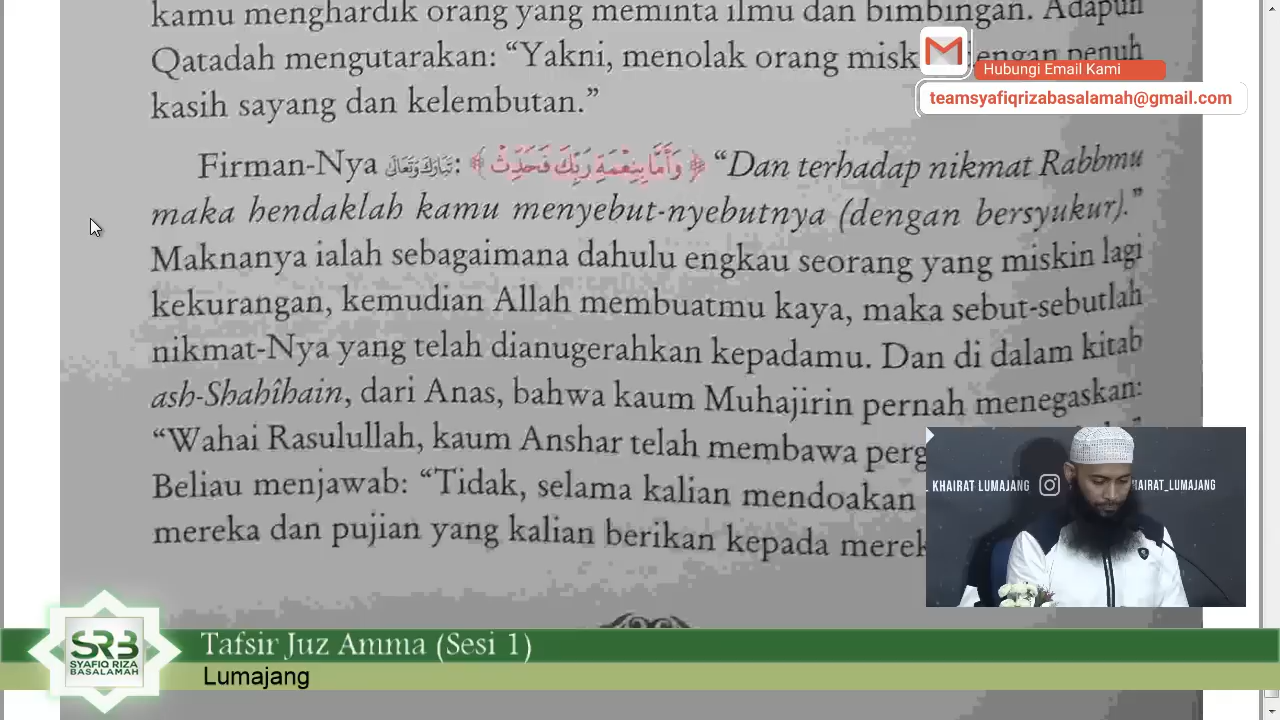 kamu menghardik orang yang meminta ilmu dan bimbingan. Adapun
Qatadah mengutarakan: “Yakni, menolak orang misk dengan penuh
kasih sayang dan kelembutan.”
Firman-Nya تبارك وتعالى: ﴿ وَأَمَّا بِنِعْمَةِ رَبِّكَ فَحَدِّثْ ﴾ “Dan terhadap nikmat Rabbmu
maka hendaklah kamu menyebut-nyebutnya (dengan bersyukur).”
Maknanya ialah sebagaimana dahulu engkau seorang yang miskin lagi
kekurangan, kemudian Allah membuatmu kaya, maka sebut-sebutlah
nikmat-Nya yang telah dianugerahkan kepadamu. Dan di dalam kitab
ash-Shahîhain, dari Anas, bahwa kaum Muhajirin pernah menegaskan:
“Wahai Rasulullah, kaum Anshar telah membawa perg
Beliau menjawab: “Tidak, selama kalian mendoakan
mereka dan pujian yang kalian berikan kepada merek
Hubungi Email Kami
teamsyafiqrizabasalamah@gmail.com
L KHAIRAT LUMAJANG
HAIRAT_LUMAJANG
SRB
SYAFIQ RIZA
BASALAMAH
Tafsir Juz Amma (Sesi 1)
Lumajang